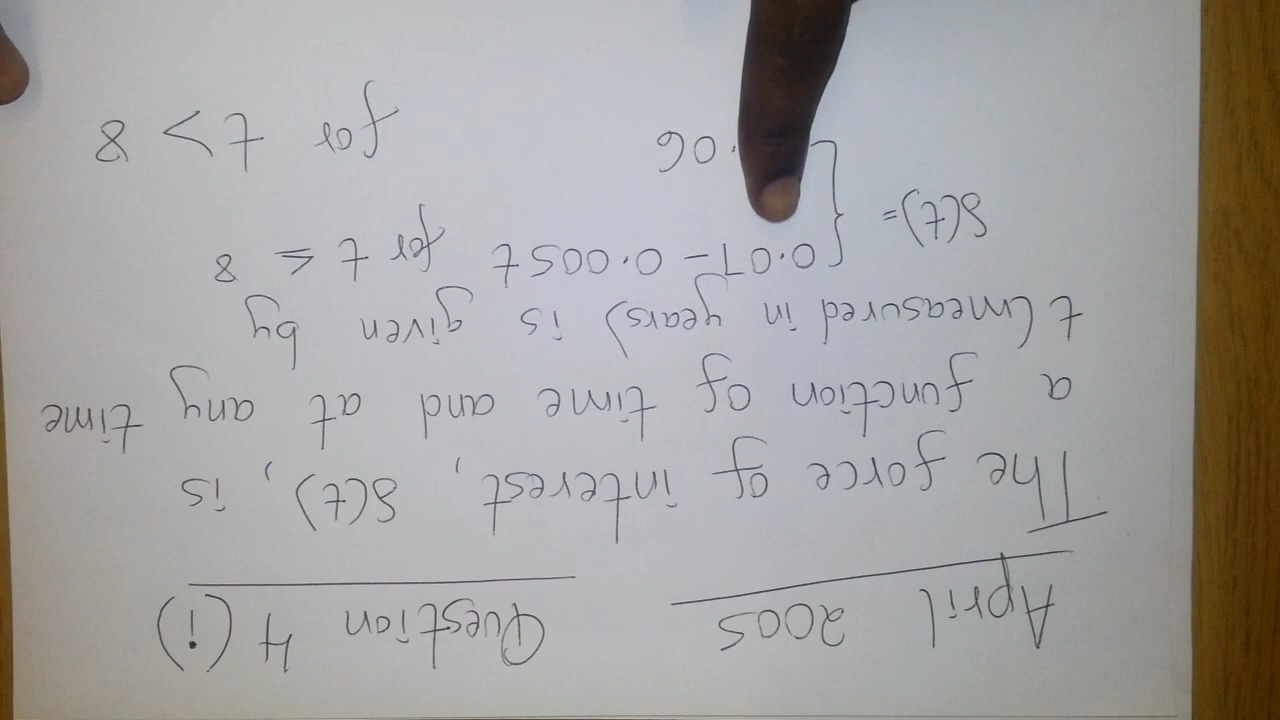 April 2005 Question 4 (i)
The force of interest, δ(t), is
a function of time and at any time
t (measured in years) is given by
δ(t) = { 0.07 - 0.005t for t ≤ 8
.06 for t > 8